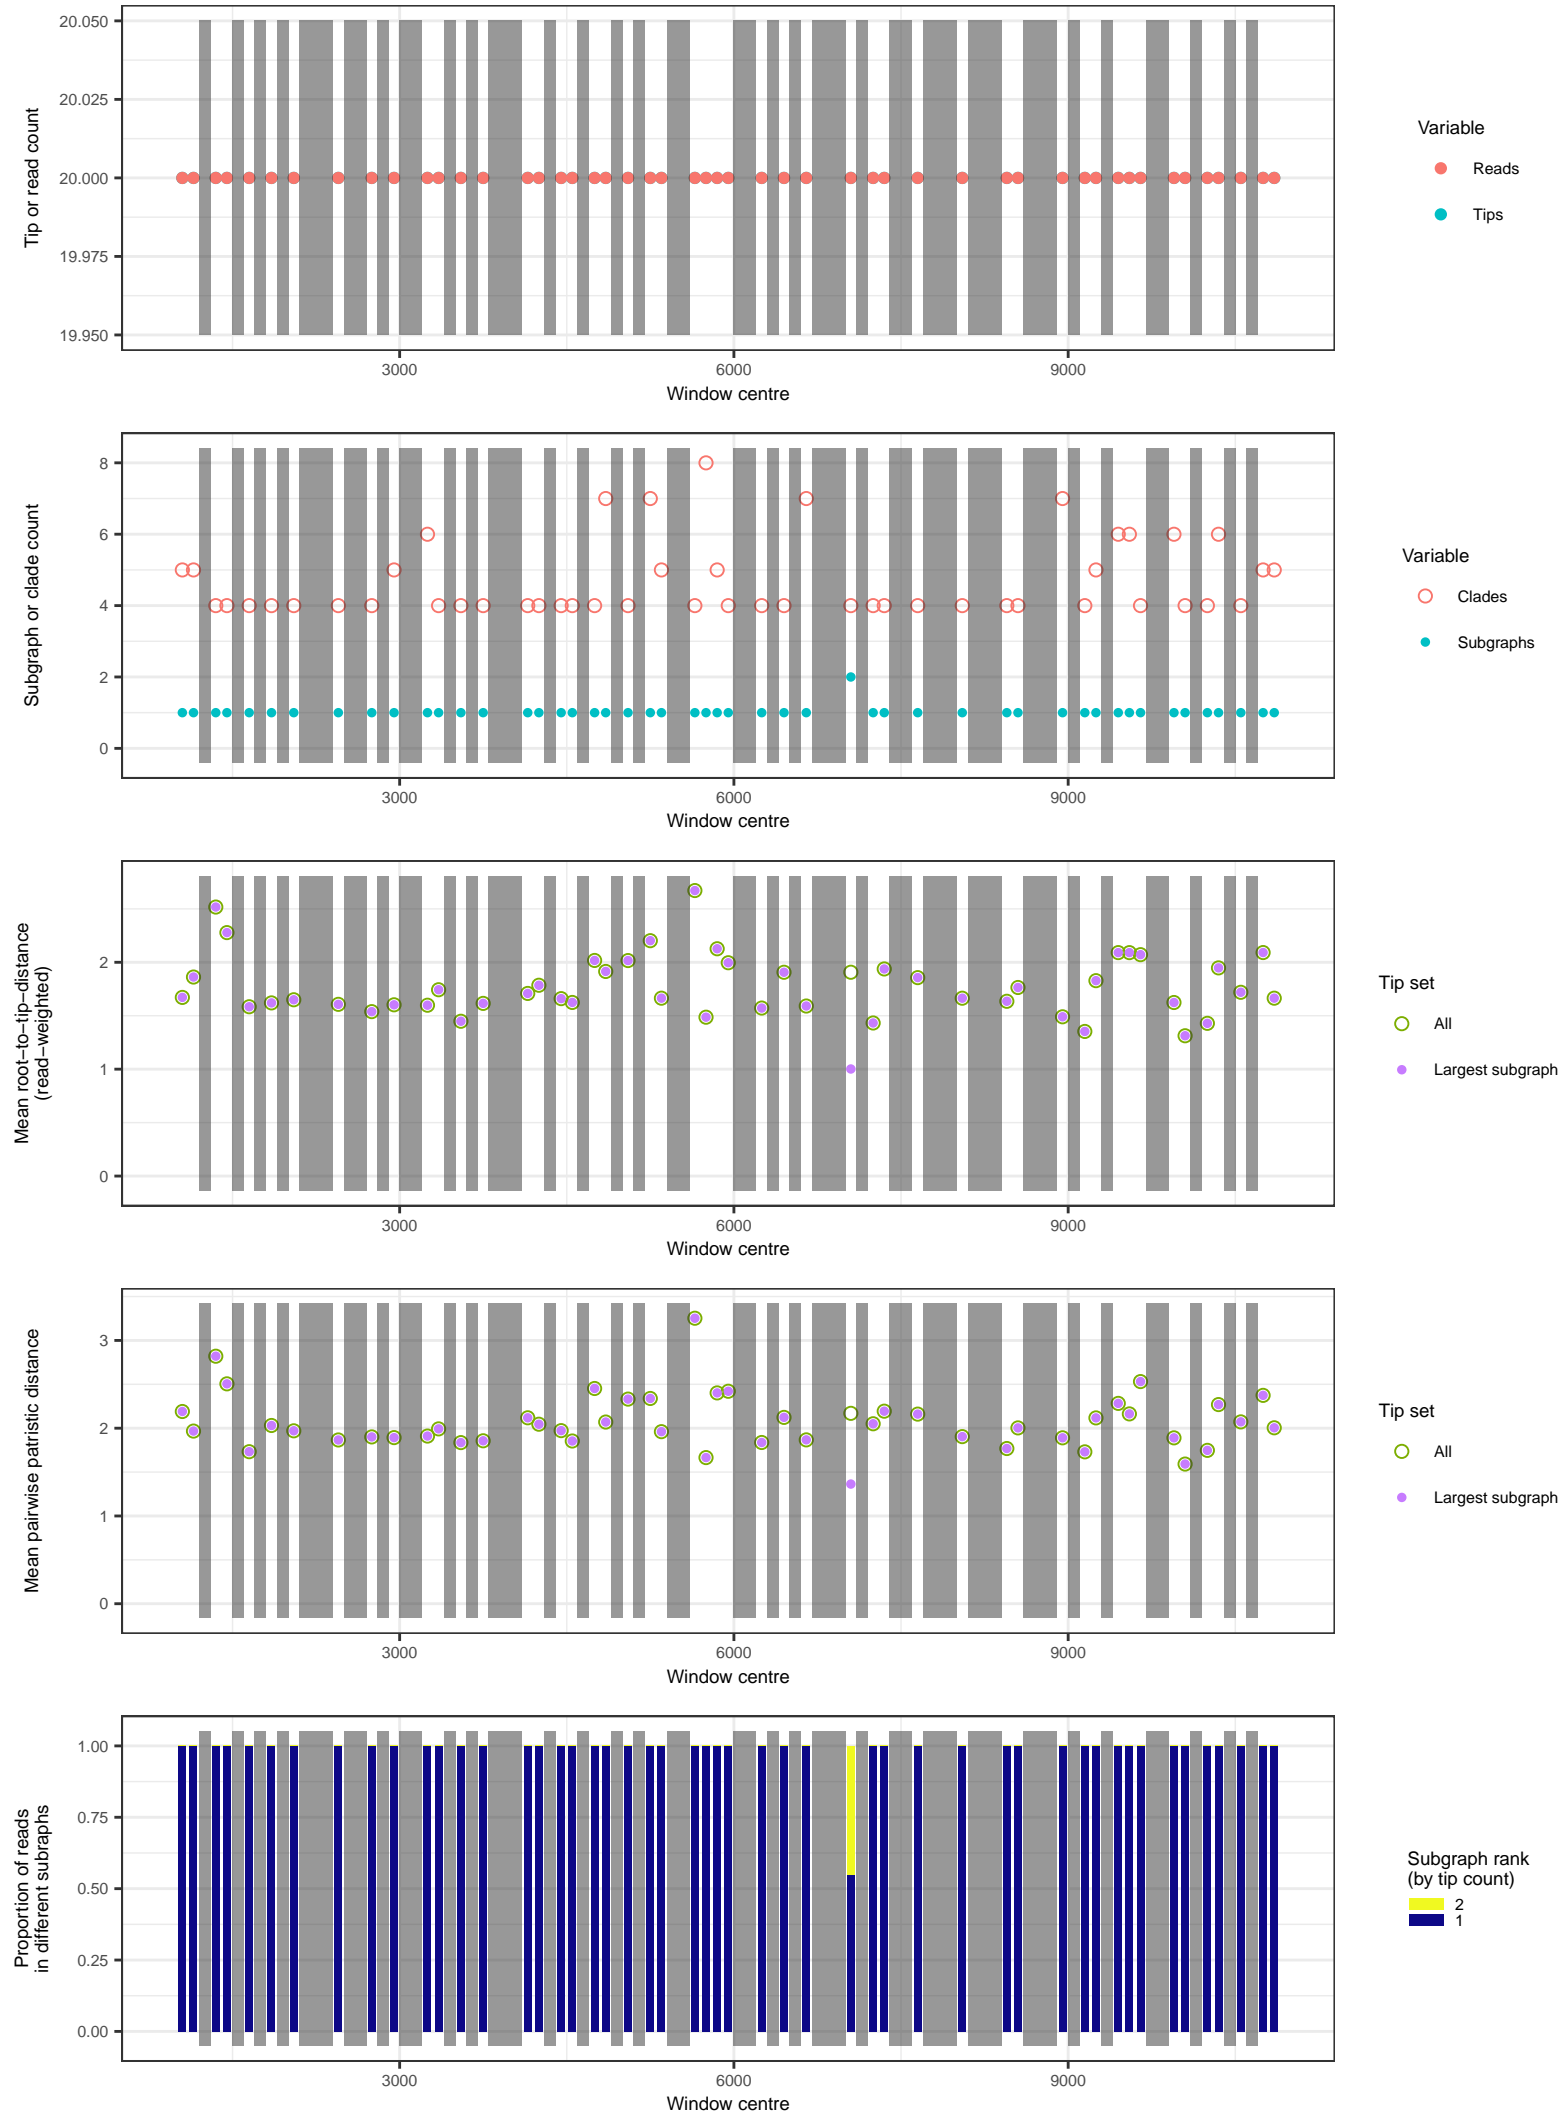 20.050
20.025
20.000
19.975
19.950
Tip or read count
3000
6000
9000
Window centre
Variable
Reads
Tips
8
6
4
2
0
Subgraph or clade count
3000
6000
9000
Window centre
Variable
Clades
Subgraphs
2
1
0
Mean root−to−tip−distance
(read−weighted)
3000
6000
9000
Window centre
Tip set
All
Largest subgraph
3
2
1
0
Mean pairwise patristic distance
3000
6000
9000
Window centre
Tip set
All
Largest subgraph
1.00
0.75
0.50
0.25
0.00
Proportion of reads
in different subraphs
3000
6000
9000
Window centre
Subgraph rank
(by tip count)
2
1